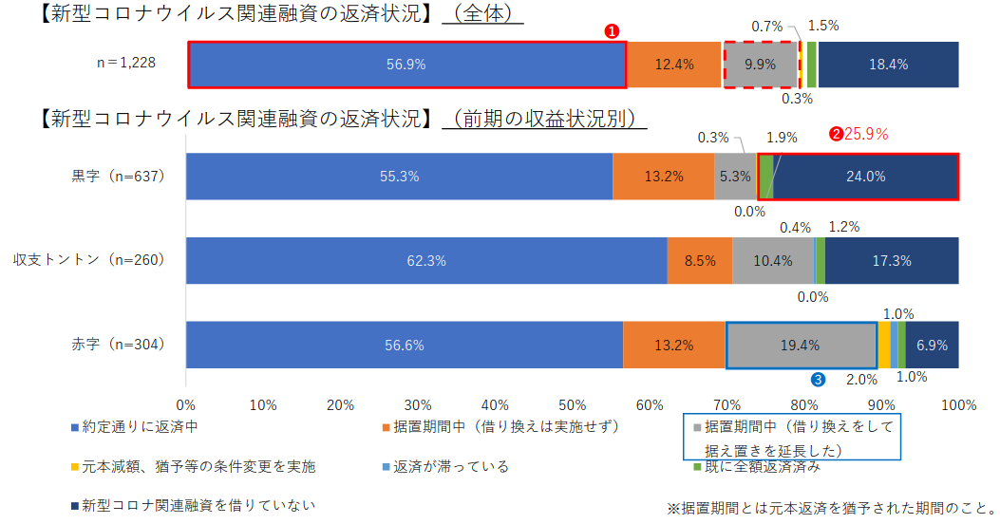 【新型コロナウイルス関連融資の返済状況】（全体）
❶
0.7%
1.5%
n＝1,228
56.9%
12.4%
9.9%
18.4%
0.3%
【新型コロナウイルス関連融資の返済状況】（前期の収益状況別）
0.3%
1.9%
❷25.9%
黒字（n=637）
55.3%
13.2%
5.3%
24.0%
0.0%
0.4%
1.2%
収支トントン（n=260）
62.3%
8.5%
10.4%
17.3%
0.0%
1.0%
赤字（n=304）
56.6%
13.2%
19.4%
6.9%
❸
2.0%
1.0%
0%
10%
20%
30%
40%
50%
60%
70%
80%
90%
100%
約定通りに返済中
据置期間中（借り換えは実施せず）
据置期間中（借り換えをして
据え置きを延長した）
元本減額、猶予等の条件変更を実施
返済が滞っている
既に全額返済済み
新型コロナ関連融資を借りていない
※据置期間とは元本返済を猶予された期間のこと。